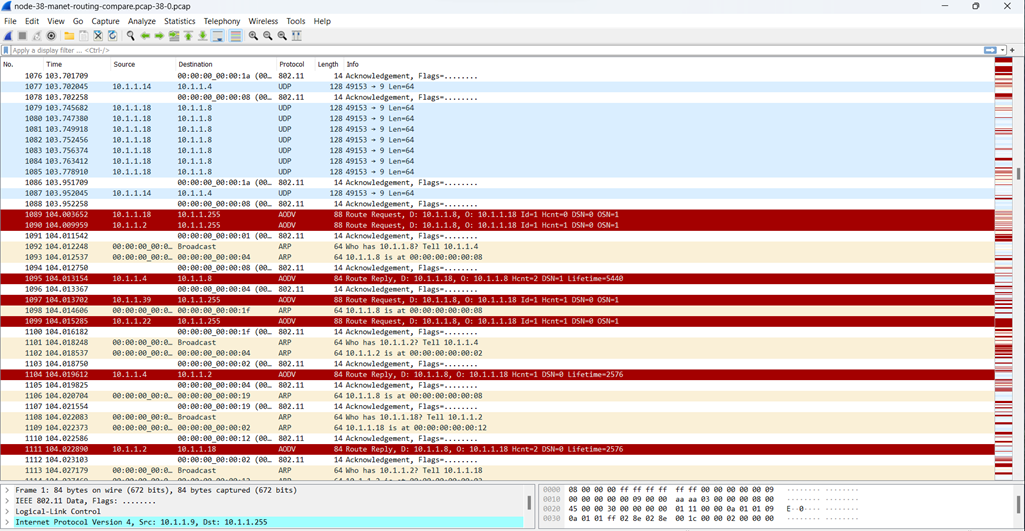 node-38-manet-routing-compare.pcap-38-0.pcap
File Edit View Go Capture Analyze Statistics Telephony Wireless Tools Help
Apply a display filter ... <Ctrl-/>
No. Time Source Destination Protocol Length Info
1076 103.701709 00:00:00_00:00:1a (00... 802.11 14 Acknowledgement, Flags=........
1077 103.702045 10.1.1.14 10.1.1.4 UDP 128 49153 → 9 Len=64
1078 103.702258 00:00:00_00:00:08 (00... 802.11 14 Acknowledgement, Flags=........
1079 103.745682 10.1.1.18 10.1.1.8 UDP 128 49153 → 9 Len=64
1080 103.747380 10.1.1.18 10.1.1.8 UDP 128 49153 → 9 Len=64
1081 103.749918 10.1.1.18 10.1.1.8 UDP 128 49153 → 9 Len=64
1082 103.752456 10.1.1.18 10.1.1.8 UDP 128 49153 → 9 Len=64
1083 103.756374 10.1.1.18 10.1.1.8 UDP 128 49153 → 9 Len=64
1084 103.763412 10.1.1.18 10.1.1.8 UDP 128 49153 → 9 Len=64
1085 103.778910 10.1.1.18 10.1.1.8 UDP 128 49153 → 9 Len=64
1086 103.951709 00:00:00_00:00:1a (00... 802.11 14 Acknowledgement, Flags=........
1087 103.952045 10.1.1.14 10.1.1.4 UDP 128 49153 → 9 Len=64
1088 103.952258 00:00:00_00:00:08 (00... 802.11 14 Acknowledgement, Flags=........
1089 104.003652 10.1.1.18 10.1.1.255 AODV 88 Route Request, D: 10.1.1.8, O: 10.1.1.18 Id=1 Hcnt=0 DSN=0 OSN=1
1090 104.009959 10.1.1.2 10.1.1.255 AODV 88 Route Request, D: 10.1.1.8, O: 10.1.1.18 Id=1 Hcnt=1 DSN=0 OSN=1
1091 104.011542 00:00:00_00:00:01 (00... 802.11 14 Acknowledgement, Flags=........
1092 104.012248 00:00:00_00:0... Broadcast ARP 64 Who has 10.1.1.8? Tell 10.1.1.4
1093 104.012537 00:00:00_00:0... 00:00:00_00:00:04 ARP 64 10.1.1.8 is at 00:00:00:00:00:08
1094 104.012750 00:00:00_00:00:08 (00... 802.11 14 Acknowledgement, Flags=........
1095 104.013154 10.1.1.4 10.1.1.8 AODV 84 Route Reply, D: 10.1.1.18, O: 10.1.1.8 Hcnt=2 DSN=1 Lifetime=5440
1096 104.013367 00:00:00_00:00:04 (00... 802.11 14 Acknowledgement, Flags=........
1097 104.013702 10.1.1.39 10.1.1.255 AODV 88 Route Request, D: 10.1.1.8, O: 10.1.1.18 Id=1 Hcnt=1 DSN=0 OSN=1
1098 104.014606 00:00:00_00:0... 00:00:00_00:00:1f ARP 64 10.1.1.8 is at 00:00:00:00:00:08
1099 104.015285 10.1.1.22 10.1.1.255 AODV 88 Route Request, D: 10.1.1.8, O: 10.1.1.18 Id=1 Hcnt=1 DSN=0 OSN=1
1100 104.016182 00:00:00_00:00:1f (00... 802.11 14 Acknowledgement, Flags=........
1101 104.018248 00:00:00_00:0... Broadcast ARP 64 Who has 10.1.1.2? Tell 10.1.1.4
1102 104.018537 00:00:00_00:0... 00:00:00_00:00:04 ARP 64 10.1.1.2 is at 00:00:00:00:00:02
1103 104.018750 00:00:00_00:00:02 (00... 802.11 14 Acknowledgement, Flags=........
1104 104.019612 10.1.1.4 10.1.1.2 AODV 84 Route Reply, D: 10.1.1.8, O: 10.1.1.18 Hcnt=1 DSN=0 Lifetime=2576
1105 104.019825 00:00:00_00:00:04 (00... 802.11 14 Acknowledgement, Flags=........
1106 104.020704 00:00:00_00:0... 00:00:00_00:00:19 ARP 64 10.1.1.8 is at 00:00:00:00:00:08
1107 104.021554 00:00:00_00:00:19 (00... 802.11 14 Acknowledgement, Flags=........
1108 104.022083 00:00:00_00:0... Broadcast ARP 64 Who has 10.1.1.18? Tell 10.1.1.2
1109 104.022373 00:00:00_00:0... 00:00:00_00:00:02 ARP 64 10.1.1.18 is at 00:00:00:00:00:12
1110 104.022586 00:00:00_00:00:12 (00... 802.11 14 Acknowledgement, Flags=........
1111 104.022890 10.1.1.2 10.1.1.18 AODV 84 Route Reply, D: 10.1.1.8, O: 10.1.1.18 Hcnt=2 DSN=0 Lifetime=2576
1112 104.023103 00:00:00_00:00:02 (00... 802.11 14 Acknowledgement, Flags=........
1113 104.027179 00:00:00_00:0... Broadcast ARP 64 Who has 10.1.1.2? Tell 10.1.1.18
Frame 1: 84 bytes on wire (672 bits), 84 bytes captured (672 bits)
IEEE 802.11 Data, Flags: ........
Logical-Link Control
Internet Protocol Version 4, Src: 10.1.1.9, Dst: 10.1.1.255
0000 08 00 00 00 ff ff ff ff ff ff 00 00 00 00 00 09 ········ ········
0010 00 00 00 00 00 09 00 00 aa aa 03 00 00 00 08 00 ········ ········
0020 45 00 00 30 00 00 00 00 01 11 00 00 0a 01 01 09 E··0···· ········
0030 0a 01 01 ff 02 8e 02 8e 00 1c 00 00 02 00 00 00 ········ ········